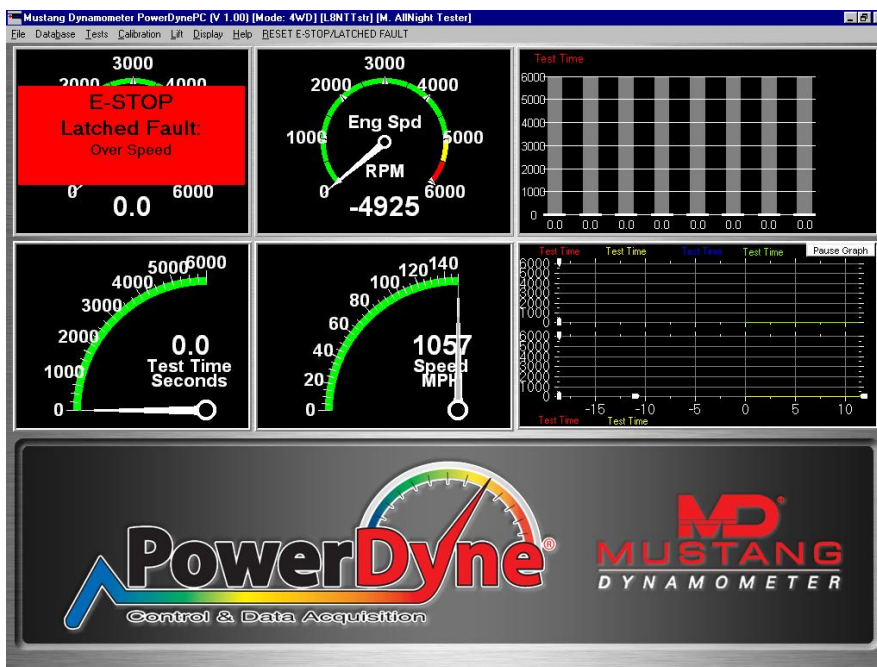 Mustang Dynamometer PowerDynePC (V 1.00) [Mode: 4WD] [L8NTTstr] [M. AllNight Tester]
File Database Tests Calibration Lift Display Help RESET E-STOP/LATCHED FAULT
3000
2000 4000
E-STOP
Latched Fault:
Over Speed
0 6000
0.0
3000
2000 4000
Eng Spd
1000 5000
RPM
0 6000
-4925
Test Time
6000
5000
4000
3000
2000
1000
0
0.0 0.0 0.0 0.0 0.0 0.0 0.0 0.0
6000
5000
4000
3000
2000
1000
0
0.0
Test Time
Seconds
140
120
100
80
60
40
20
0
1057
Speed
MPH
Test Time Test Time Test Time Test Time Pause Graph
6000
5000
4000
3000
2000
1000
0
6000
5000
4000
3000
2000
1000
0
-15 -10 -5 0 5 10
Test Time Test Time
PowerDyne®
Control & Data Acquisition
MD®
MUSTANG
DYNAMOMETER